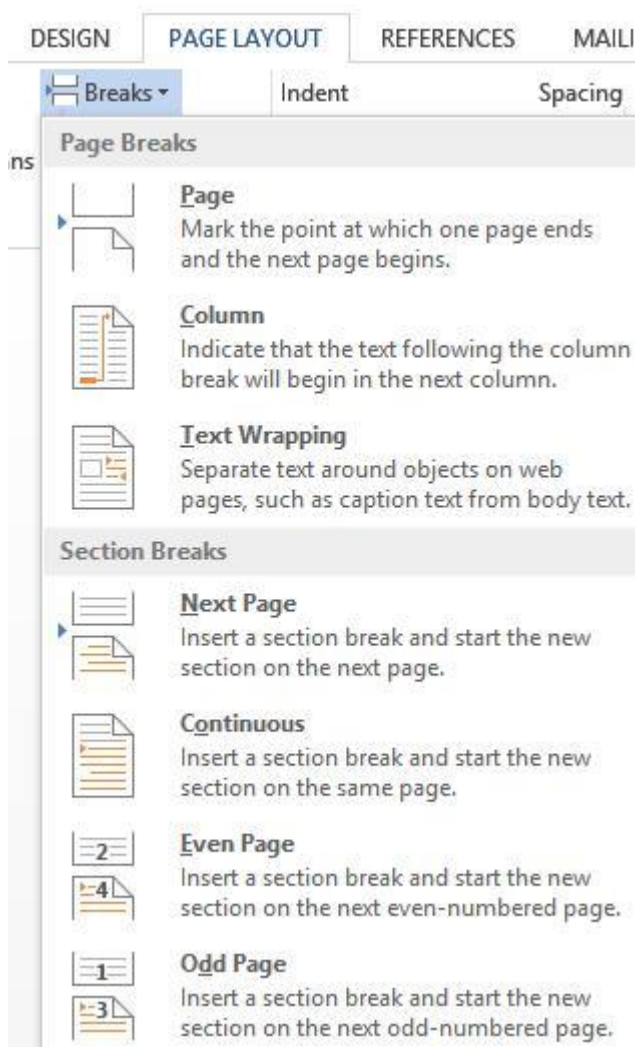 DESIGN PAGE LAYOUT REFERENCES MAILI
Breaks Indent Spacing
ns
Page Breaks
Page
Mark the point at which one page ends
and the next page begins.
Column
Indicate that the text following the column
break will begin in the next column.
Text Wrapping
Separate text around objects on web
pages, such as caption text from body text.
Section Breaks
Next Page
Insert a section break and start the new
section on the next page.
Continuous
Insert a section break and start the new
section on the same page.
2
4
Even Page
Insert a section break and start the new
section on the next even-numbered page.
1
3
Odd Page
Insert a section break and start the new
section on the next odd-numbered page.